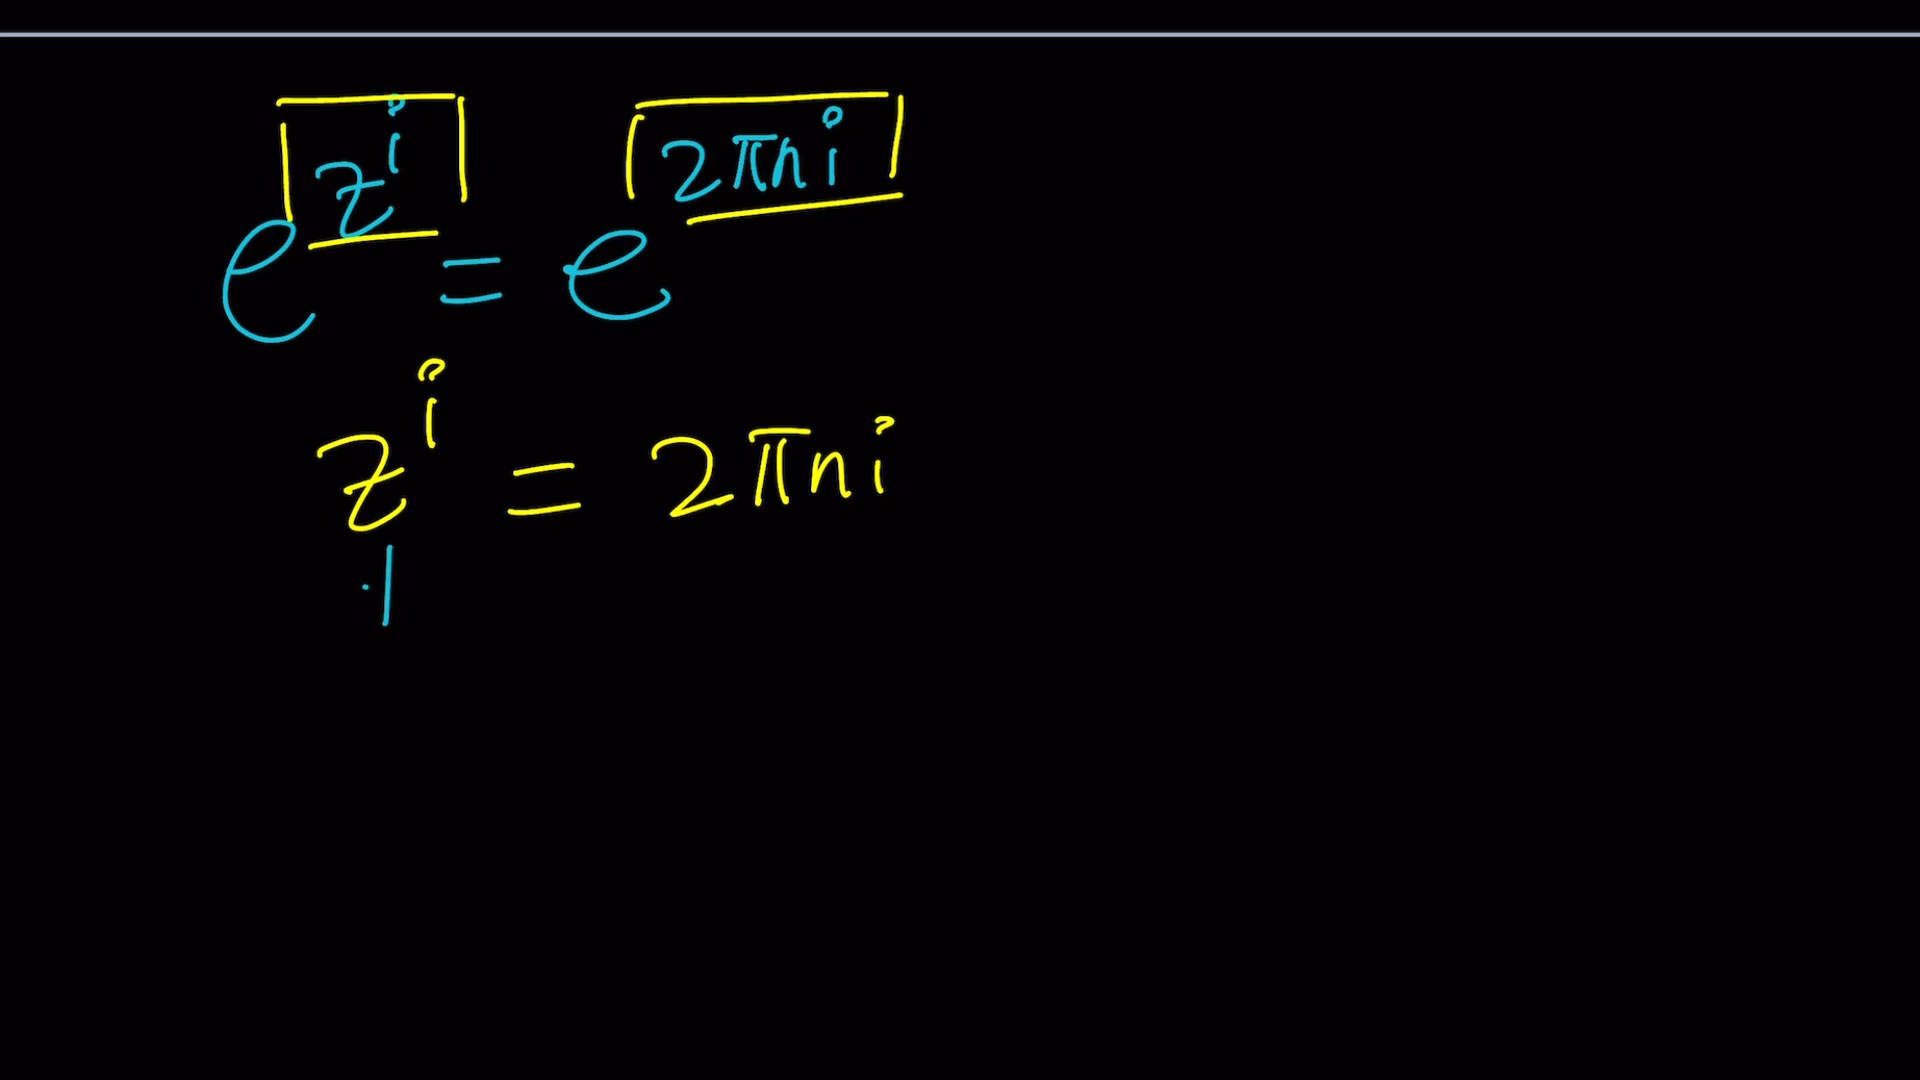 e^{z^i} = e^{2πni}
z^i = 2πni